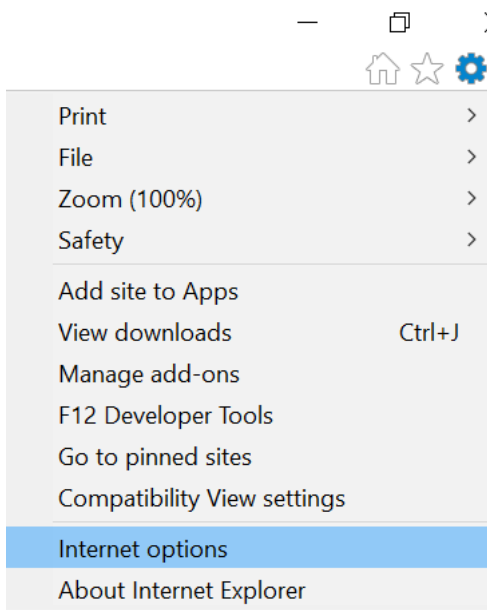 Print
File
Zoom (100%)
Safety
Add site to Apps
View downloads Ctrl+J
Manage add-ons
F12 Developer Tools
Go to pinned sites
Compatibility View settings
Internet options
About Internet Explorer